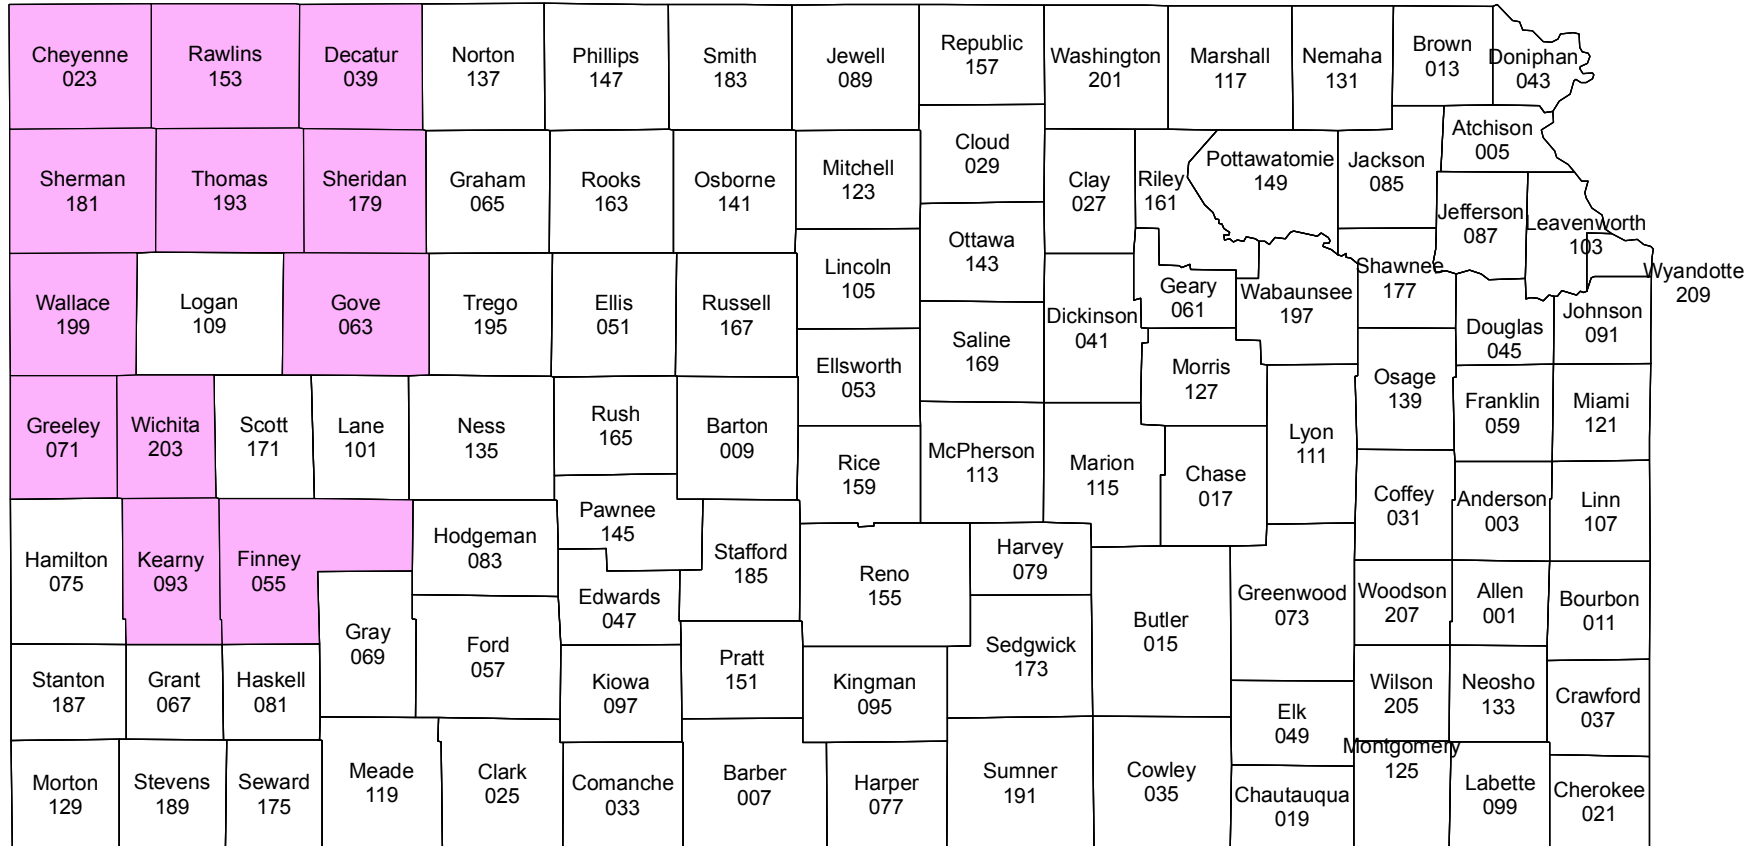 Cheyenne
023
Rawlins
153
Decatur
039
Norton
137
Phillips
147
Smith
183
Jewell
089
Republic
157
Washington
201
Marshall
117
Nemaha
131
Brown
013
Doniphan
043
Sherman
181
Thomas
193
Sheridan
179
Graham
065
Rooks
163
Osborne
141
Mitchell
123
Cloud
029
Clay
027
Riley
161
Pottawatomie
149
Jackson
085
Atchison
005
Jefferson
087
Leavenworth
103
Wyandotte
209
Wallace
199
Logan
109
Gove
063
Trego
195
Ellis
051
Russell
167
Lincoln
105
Ottawa
143
Dickinson
041
Geary
061
Wabaunsee
197
Shawnee
177
Douglas
045
Johnson
091
Ellsworth
053
Saline
169
Morris
127
Osage
139
Franklin
059
Miami
121
Greeley
071
Wichita
203
Scott
171
Lane
101
Ness
135
Rush
165
Barton
009
Rice
159
McPherson
113
Marion
115
Chase
017
Lyon
111
Coffey
031
Anderson
003
Linn
107
Hamilton
075
Kearny
093
Finney
055
Hodgeman
083
Pawnee
145
Stafford
185
Reno
155
Harvey
079
Edwards
047
Gray
069
Ford
057
Butler
015
Greenwood
073
Woodson
207
Allen
001
Bourbon
011
Stanton
187
Grant
067
Haskell
081
Kiowa
097
Pratt
151
Kingman
095
Sedgwick
173
Elk
049
Wilson
205
Neosho
133
Crawford
037
Morton
129
Stevens
189
Seward
175
Meade
119
Clark
025
Comanche
033
Barber
007
Harper
077
Sumner
191
Cowley
035
Chautauqua
019
Montgomery
125
Labette
099
Cherokee
021